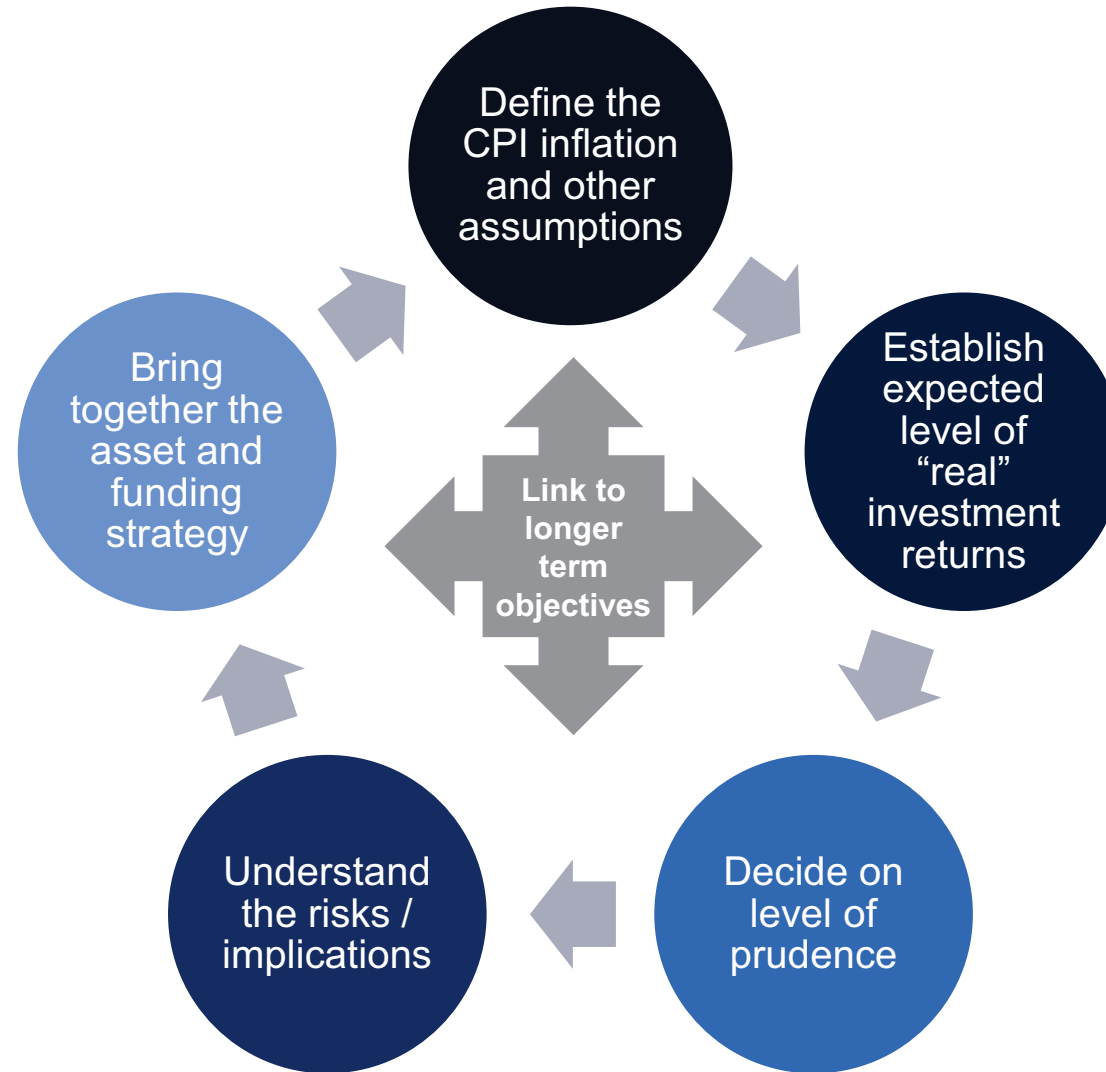 Define the
CPI inflation
and other
assumptions
Establish
expected
level of
“real”
investment
returns
Decide on
level of
prudence
Understand
the risks /
implications
Bring
together the
asset and
funding
strategy
Link to
longer
term
objectives